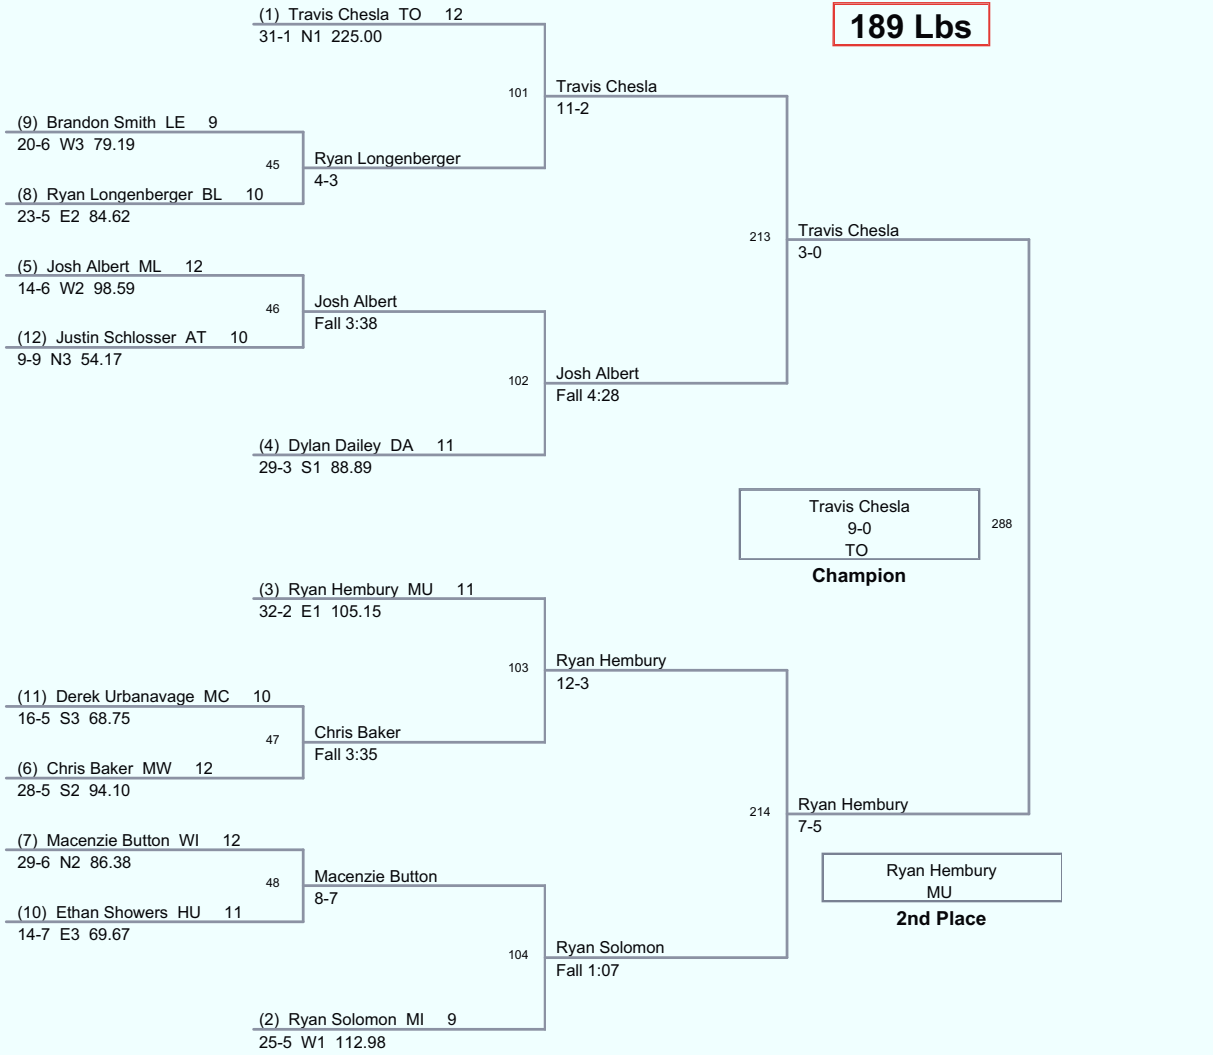 (1) Travis Chesla TO 12
31-1 N1 225.00
189 Lbs
101
Travis Chesla
11-2
(9) Brandon Smith LE 9
20-6 W3 79.19
45
Ryan Longenberger
4-3
(8) Ryan Longenberger BL 10
23-5 E2 84.62
213
Travis Chesla
3-0
(5) Josh Albert ML 12
14-6 W2 98.59
46
Josh Albert
Fall 3:38
(12) Justin Schlosser AT 10
9-9 N3 54.17
102
Josh Albert
Fall 4:28
(4) Dylan Dailey DA 11
29-3 S1 88.89
Travis Chesla
9-0
TO
288
Champion
(3) Ryan Hembury MU 11
32-2 E1 105.15
103
Ryan Hembury
12-3
(11) Derek Urbanavage MC 10
16-5 S3 68.75
47
Chris Baker
Fall 3:35
(6) Chris Baker MW 12
28-5 S2 94.10
214
Ryan Hembury
7-5
(7) Macenzie Button WI 12
29-6 N2 86.38
48
Macenzie Button
8-7
Ryan Hembury
MU
2nd Place
(10) Ethan Showers HU 11
14-7 E3 69.67
104
Ryan Solomon
Fall 1:07
(2) Ryan Solomon MI 9
25-5 W1 112.98